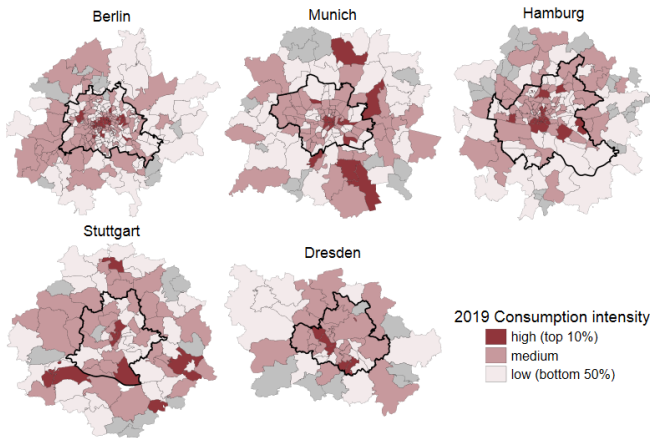 Berlin
Munich
Hamburg
Stuttgart
Dresden
2019 Consumption intensity
high (top 10%)
medium
low (bottom 50%)